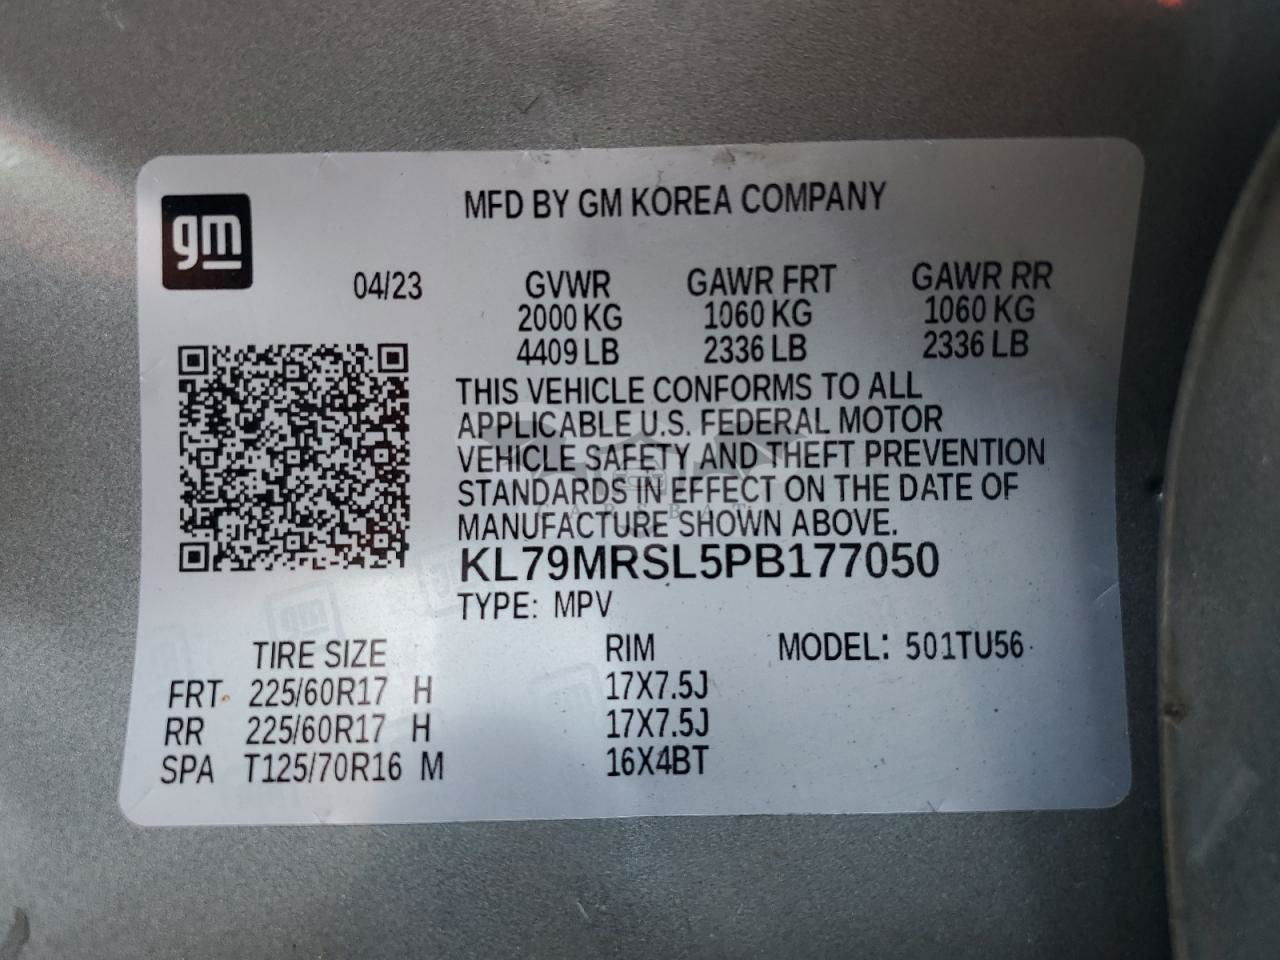 MFD BY GM KOREA COMPANY
gm
04/23 GVWR GAWR FRT GAWR RR
2000 KG 1060 KG 1060 KG
4409 LB 2336 LB 2336 LB
THIS VEHICLE CONFORMS TO ALL
APPLICABLE U.S. FEDERAL MOTOR
VEHICLE SAFETY AND THEFT PREVENTION
STANDARDS IN EFFECT ON THE DATE OF
MANUFACTURE SHOWN ABOVE.
KL79MRSL5PB177050
TYPE: MPV
TIRE SIZE RIM MODEL: 501TU56
FRT 225/60R17 H 17X7.5J
RR 225/60R17 H 17X7.5J
SPA T125/70R16 M 16X4BT